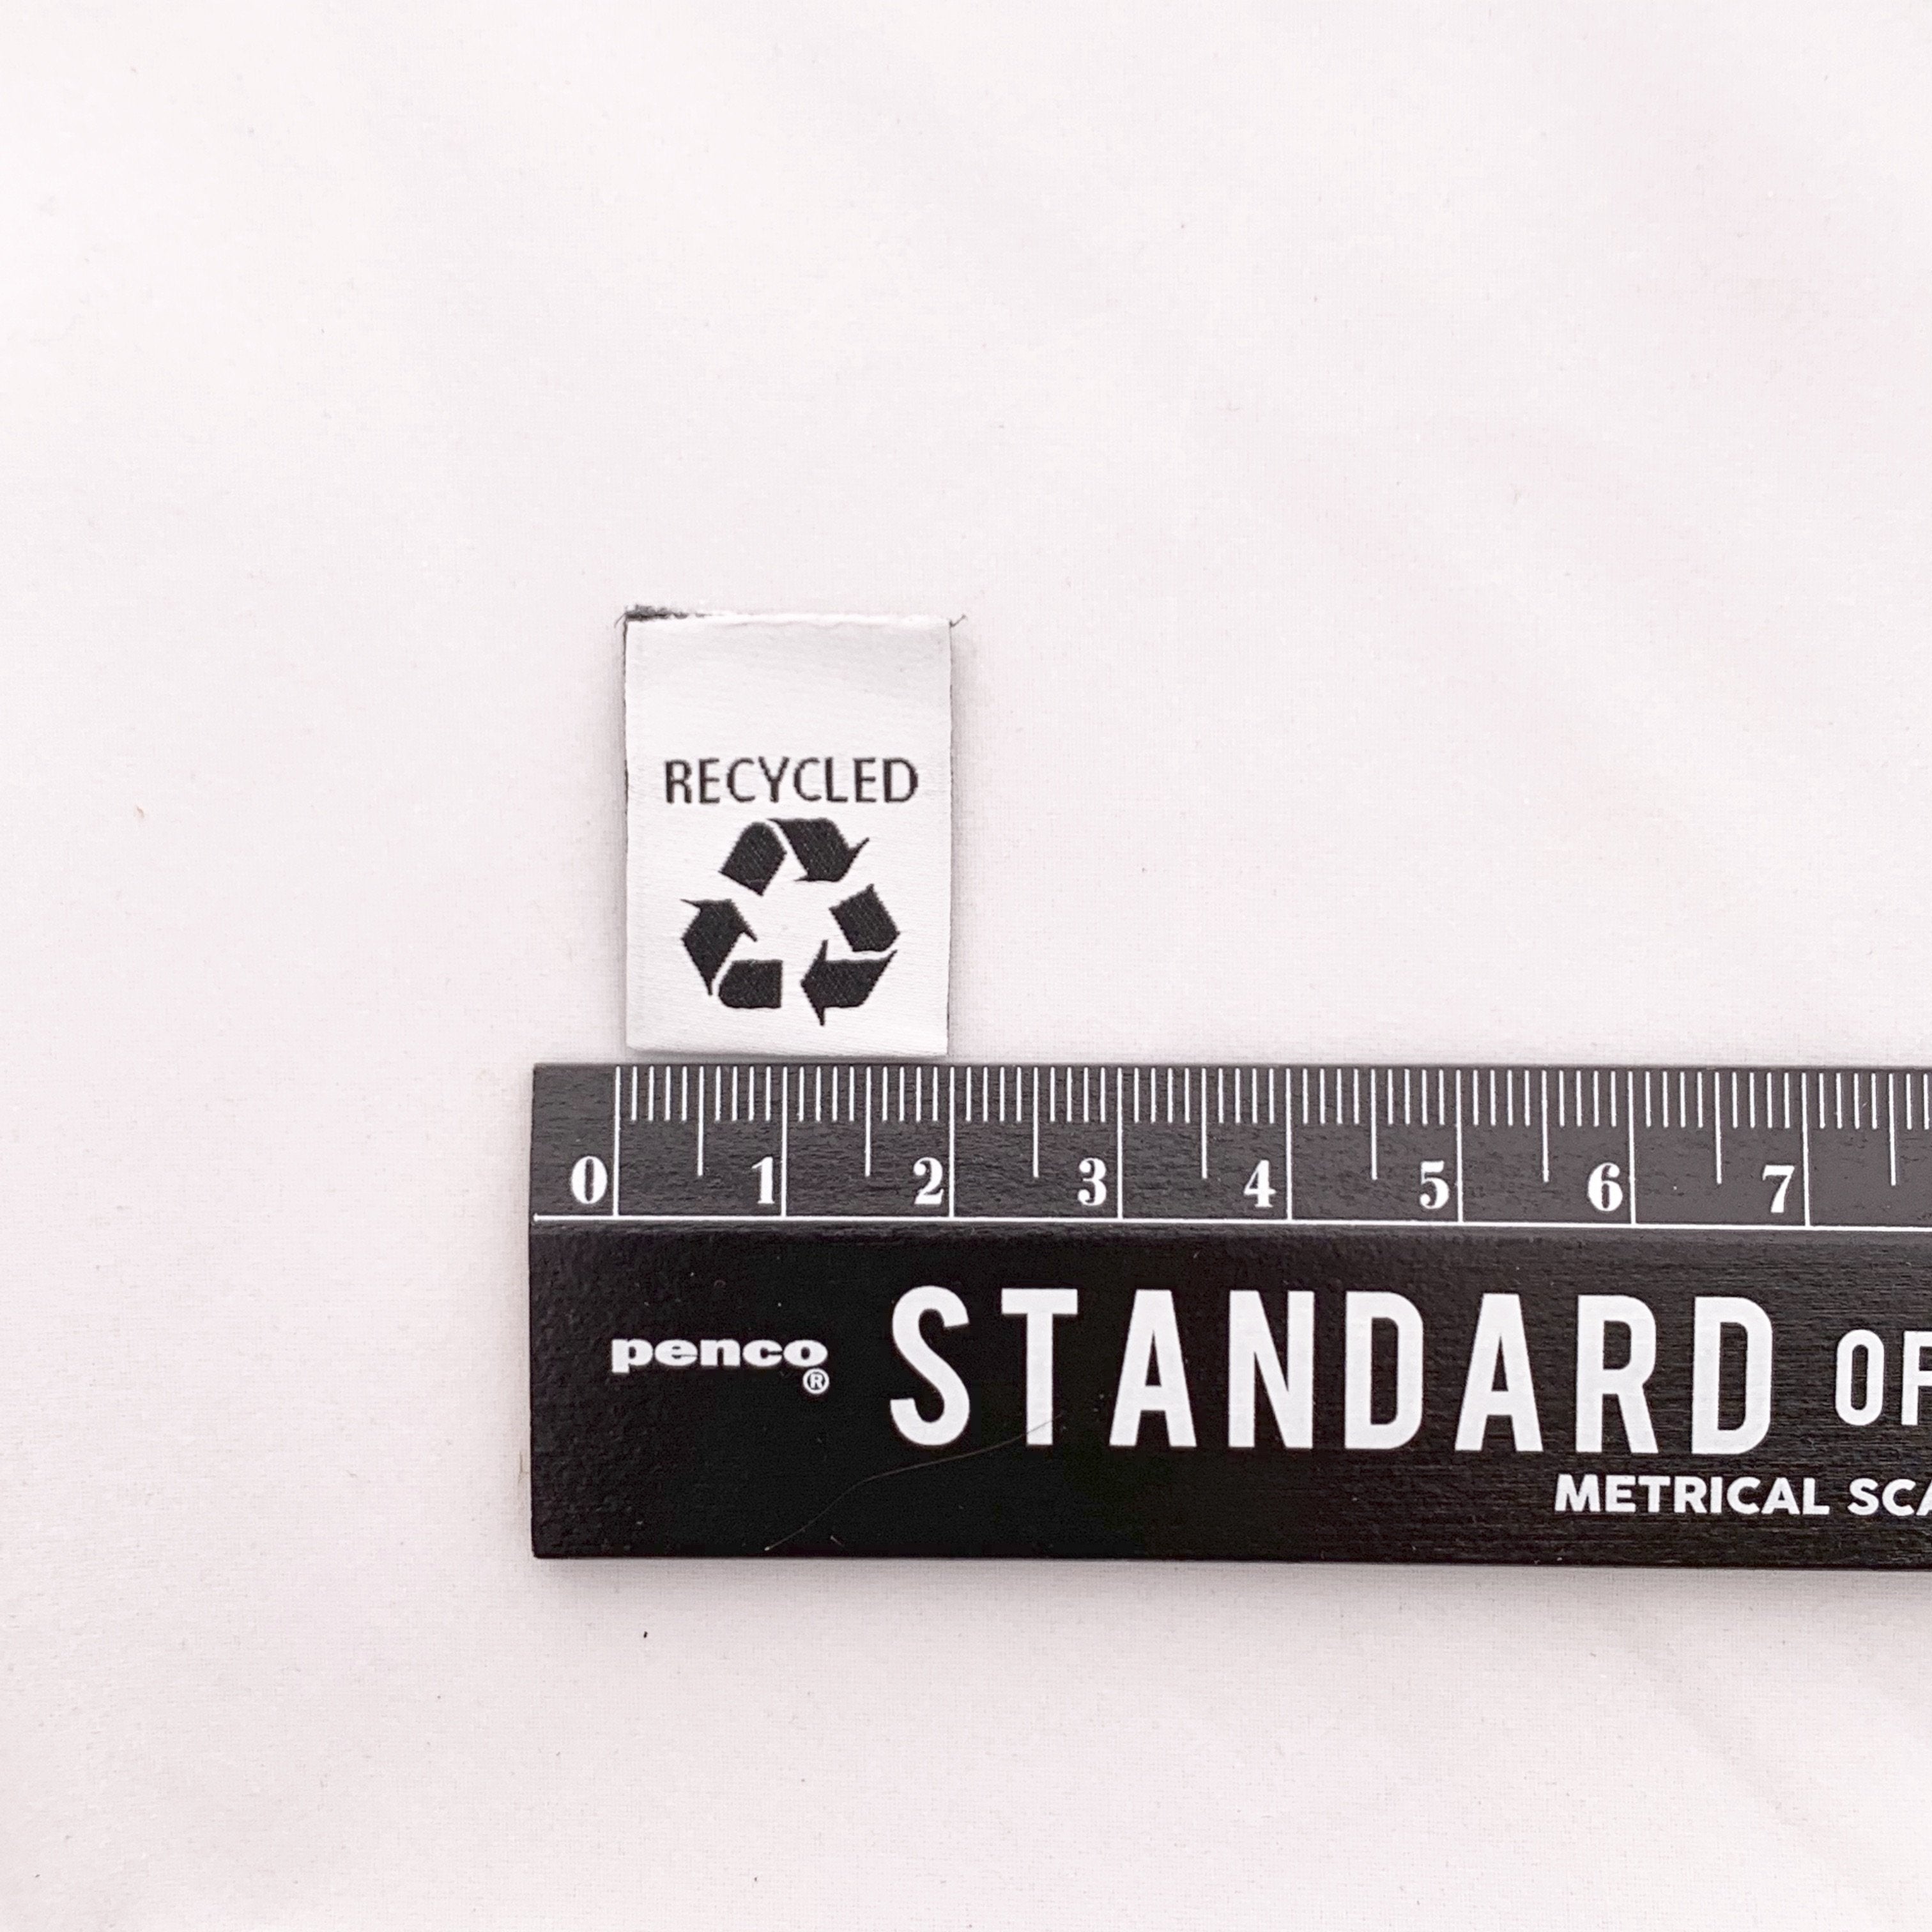 RECYCLED
0 1 2 3 4 5 6 7
penco®
STANDARD
METRICAL